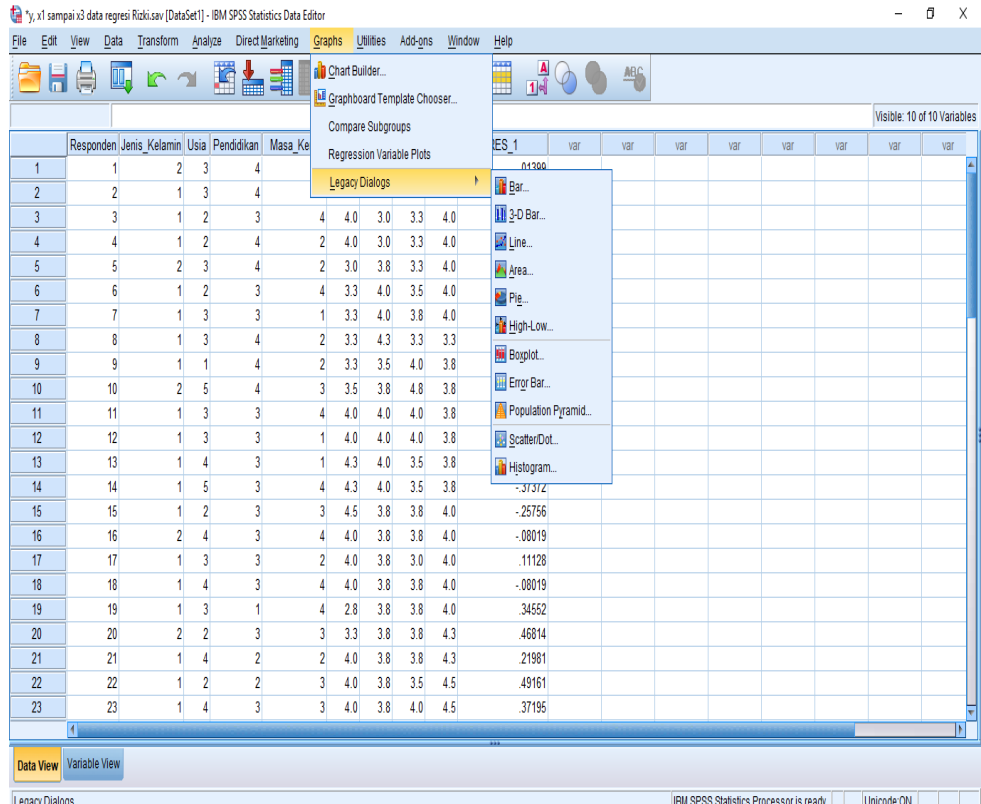 *y, x1 sampai x3 data regresi Rizki.sav [DataSet1] - IBM SPSS Statistics Data Editor
File Edit View Data Transform Analyze Direct Marketing Graphs Utilities Add-ons Window Help
Chart Builder...
Graphboard Template Chooser...
Compare Subgroups
Regression Variable Plots
Legacy Dialogs
Bar...
3-D Bar...
Line...
Area...
Pie...
High-Low...
Boxplot...
Error Bar...
Population Pyramid...
Scatter/Dot...
Histogram...
Visible: 10 of 10 Variables
Responden Jenis_Kelamin Usia Pendidikan Masa_Ke RES_1 var var var var var var var var
1 1 2 3 4 .01399
2 2 1 3 4
3 3 1 2 3 4 4.0 3.0 3.3 4.0
4 4 1 2 4 2 4.0 3.0 3.3 4.0
5 5 2 3 4 2 3.0 3.8 3.3 4.0
6 6 1 2 3 4 3.3 4.0 3.5 4.0
7 7 1 3 3 1 3.3 4.0 3.8 4.0
8 8 1 3 4 2 3.3 4.3 3.3 3.3
9 9 1 1 4 2 3.3 3.5 4.0 3.8
10 10 2 5 4 3 3.5 3.8 4.8 3.8
11 11 1 3 3 4 4.0 4.0 4.0 3.8
12 12 1 3 3 1 4.0 4.0 4.0 3.8
13 13 1 4 3 1 4.3 4.0 3.5 3.8
14 14 1 5 3 4 4.3 4.0 3.5 3.8 -.37372
15 15 1 2 3 3 4.5 3.8 3.8 4.0 -.25756
16 16 2 4 3 4 4.0 3.8 3.8 4.0 -.08019
17 17 1 3 3 2 4.0 3.8 3.0 4.0 .11128
18 18 1 4 3 4 4.0 3.8 3.8 4.0 -.08019
19 19 1 3 1 4 2.8 3.8 3.8 4.0 .34552
20 20 2 2 3 3 3.3 3.8 3.8 4.3 .46814
21 21 1 4 2 2 4.0 3.8 3.8 4.3 .21981
22 22 1 2 2 3 4.0 3.8 3.5 4.5 .49161
23 23 1 4 3 3 4.0 3.8 4.0 4.5 .37195
Data View Variable View
Legacy Dialogs IBM SPSS Statistics Processor is ready Unicode:ON